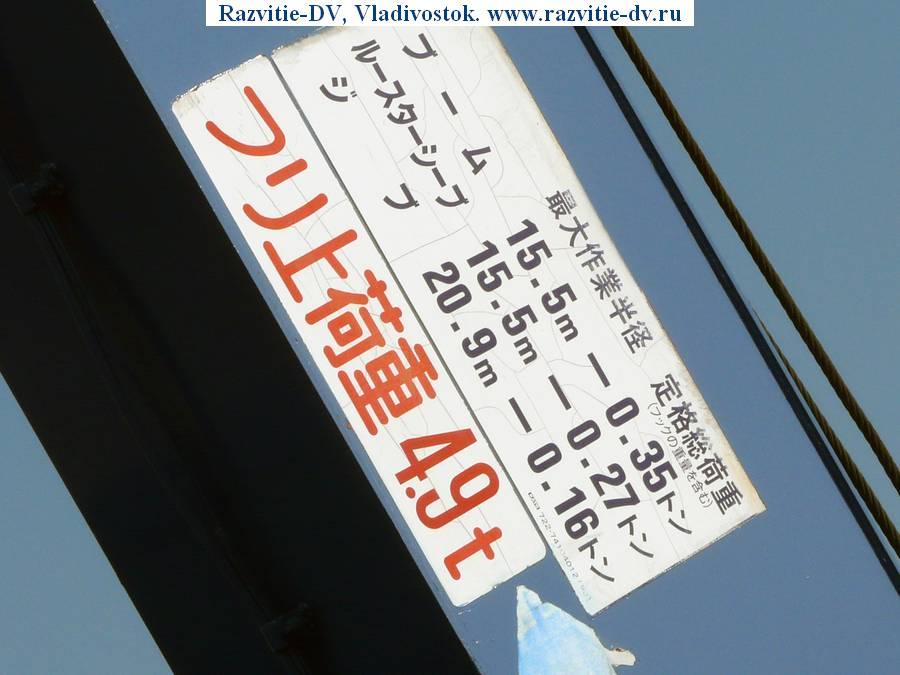 Razvitie-DV, Vladivostok. www.razvitie-dv.ru
最大作業半径 定格総荷重
(フックの重量を含む)
ブーム 15.5m ー 0.35トン
ルースターシーブ 15.5m ー 0.27トン
ジブ 20.9m ー 0.16トン
つり上荷重 4.9t